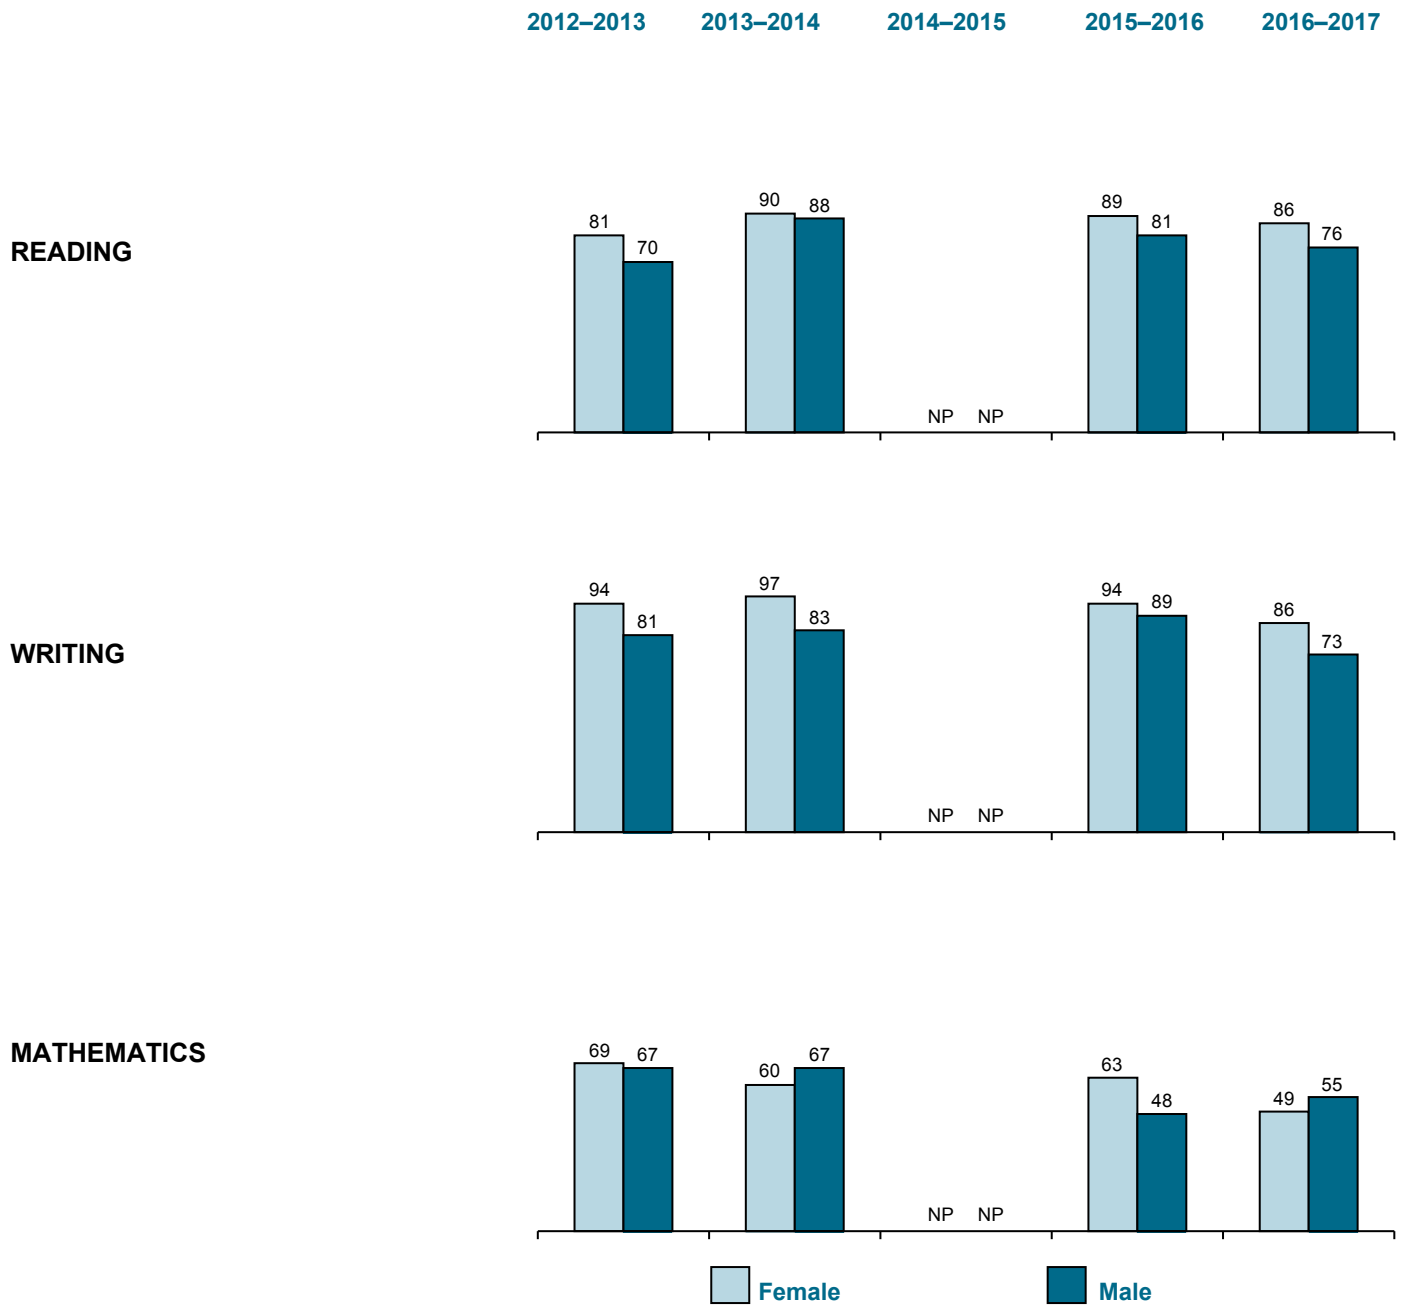 2012–2013 2013–2014 2014–2015 2015–2016 2016–2017
READING
81 70 90 88 NP NP 89 81 86 76
WRITING
94 81 97 83 NP NP 94 89 86 73
MATHEMATICS
69 67 60 67 NP NP 63 48 49 55
Female Male